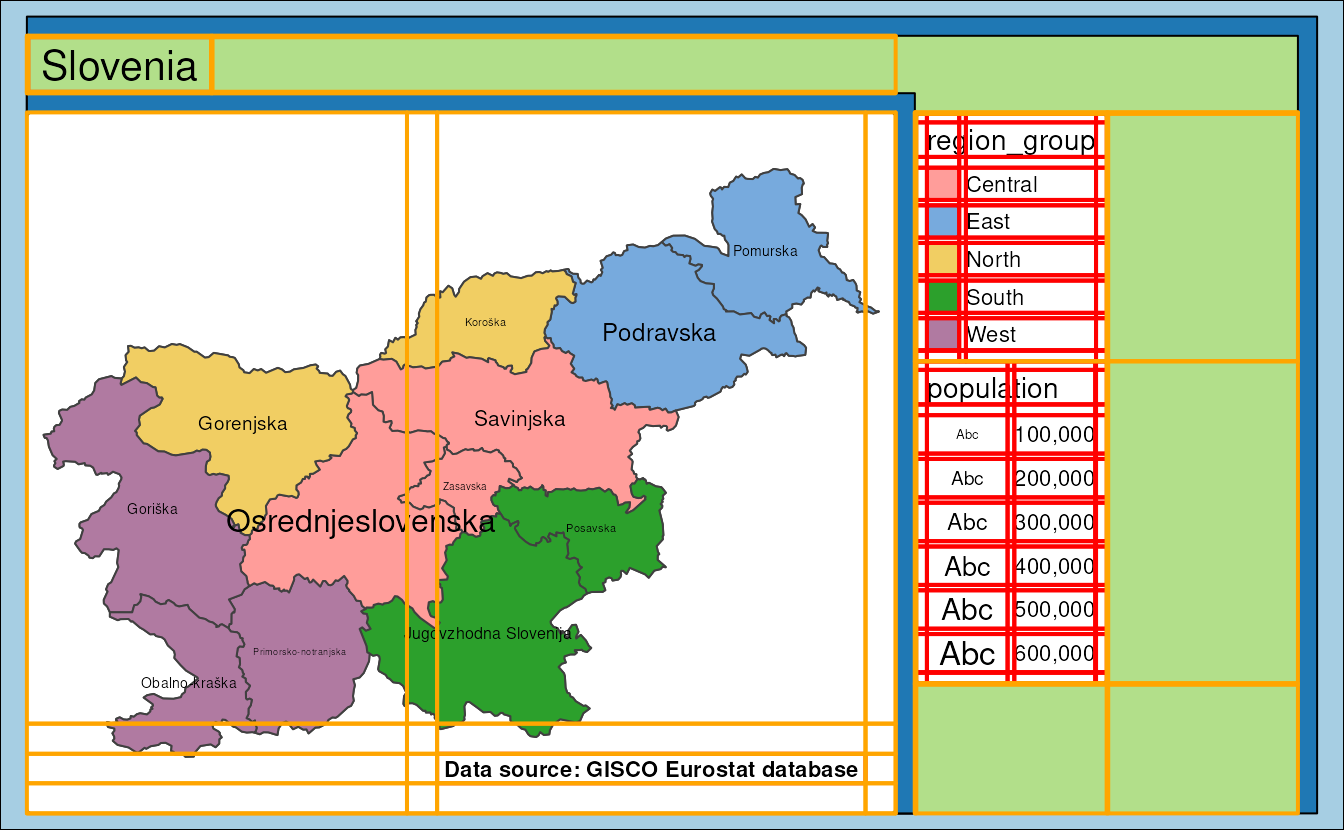 Slovenia
region_group
Central
East
North
South
West
population
Abc 100,000
Abc 200,000
Abc 300,000
Abc 400,000
Abc 500,000
Abc 600,000
Pomurska
Koroška
Podravska
Gorenjska
Savinjska
Zasavska
Goriška
Osrednjeslovenska
Posavska
Jugovzhodna Slovenija
Primorsko-notranjska
Obalno-kraška
Data source: GISCO Eurostat database